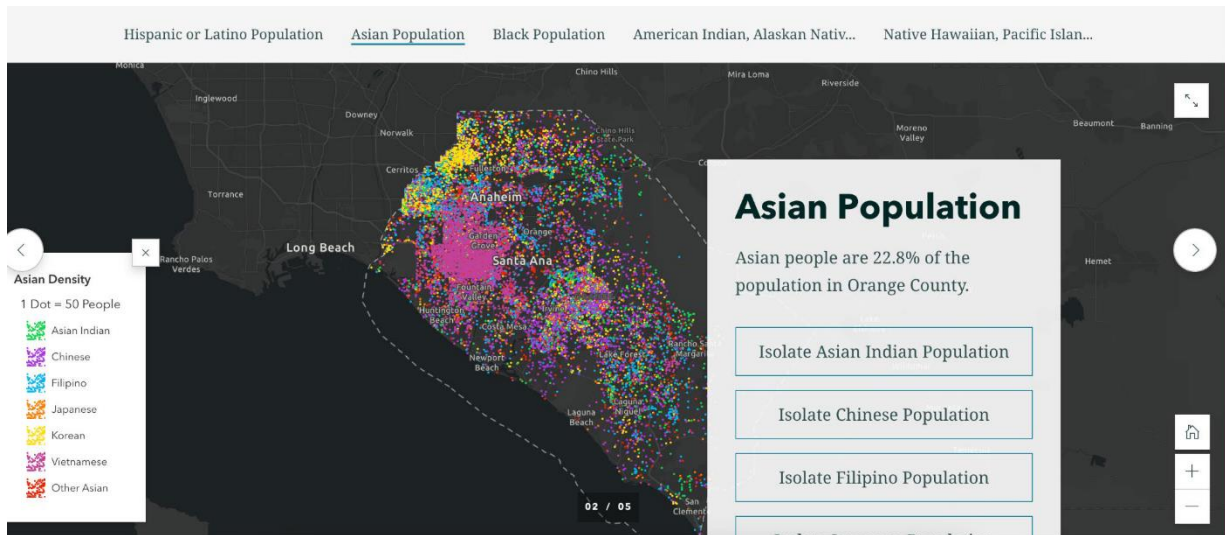 Hispanic or Latino Population
Asian Population
Black Population
American Indian, Alaskan Nativ...
Native Hawaiian, Pacific Islan...
Monica
Chino Hills
Mira Loma
Riverside
Inglewood
Downey
Norwalk
Chino Hills
State Park
Moreno
Valley
Beaumont
Banning
Cerritos
Fullerton
Torrance
Anaheim
Garden
Grove
Orange
Long Beach
Santa Ana
Rancho Palos
Verdes
Hemet
Fountain
Valley
Huntington
Beach
Irvine
Costa Mesa
Newport
Beach
Lake Forest
Laguna
Niguel
Laguna
Beach
San
Clement
Asian Density
1 Dot = 50 People
Asian Indian
Chinese
Filipino
Japanese
Korean
Vietnamese
Other Asian
02 / 05
Asian Population
Asian people are 22.8% of the
population in Orange County.
Isolate Asian Indian Population
Isolate Chinese Population
Isolate Filipino Population